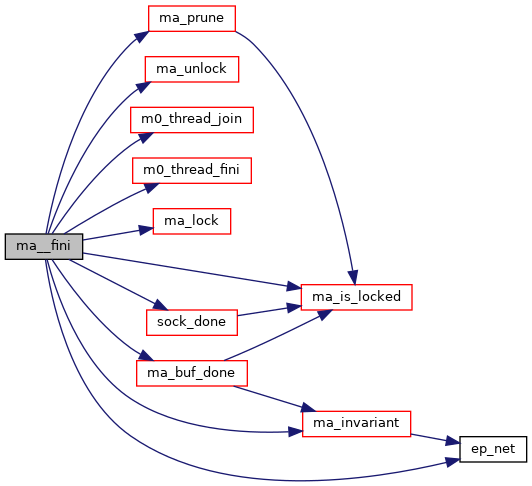 ma_prune
ma_unlock
m0_thread_join
m0_thread_fini
ma_lock
ma__fini
ma_is_locked
sock_done
ma_buf_done
ma_invariant
ep_net